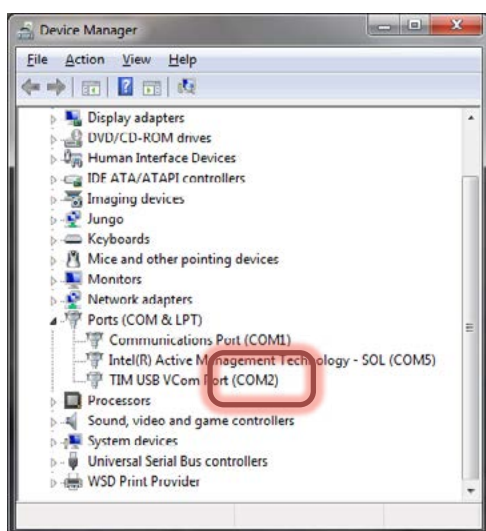 Device Manager
File Action View Help
Display adapters
DVD/CD-ROM drives
Human Interface Devices
IDE ATA/ATAPI controllers
Imaging devices
Jungo
Keyboards
Mice and other pointing devices
Monitors
Network adapters
Ports (COM & LPT)
Communications Port (COM1)
Intel(R) Active Management Technology - SOL (COM5)
TIM USB VCom Port (COM2)
Processors
Sound, video and game controllers
System devices
Universal Serial Bus controllers
WSD Print Provider